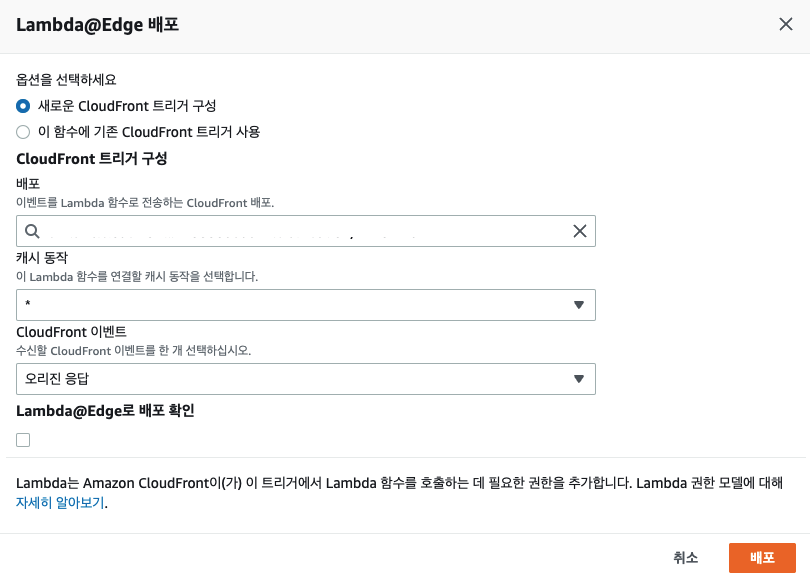 Lambda@Edge 배포
옵션을 선택하세요
새로운 CloudFront 트리거 구성
이 함수에 기존 CloudFront 트리거 사용
CloudFront 트리거 구성
배포
이벤트를 Lambda 함수로 전송하는 CloudFront 배포.
캐시 동작
이 Lambda 함수를 연결할 캐시 동작을 선택합니다.
*
CloudFront 이벤트
수신할 CloudFront 이벤트를 한 개 선택하십시오.
오리진 응답
Lambda@Edge로 배포 확인
Lambda는 Amazon CloudFront이(가) 이 트리거에서 Lambda 함수를 호출하는 데 필요한 권한을 추가합니다. Lambda 권한 모델에 대해
자세히 알아보기.
취소
배포